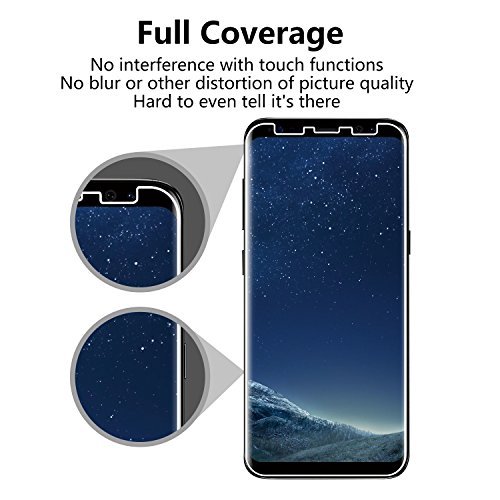 Full Coverage
No interference with touch functions
No blur or other distortion of picture quality
Hard to even tell it's there